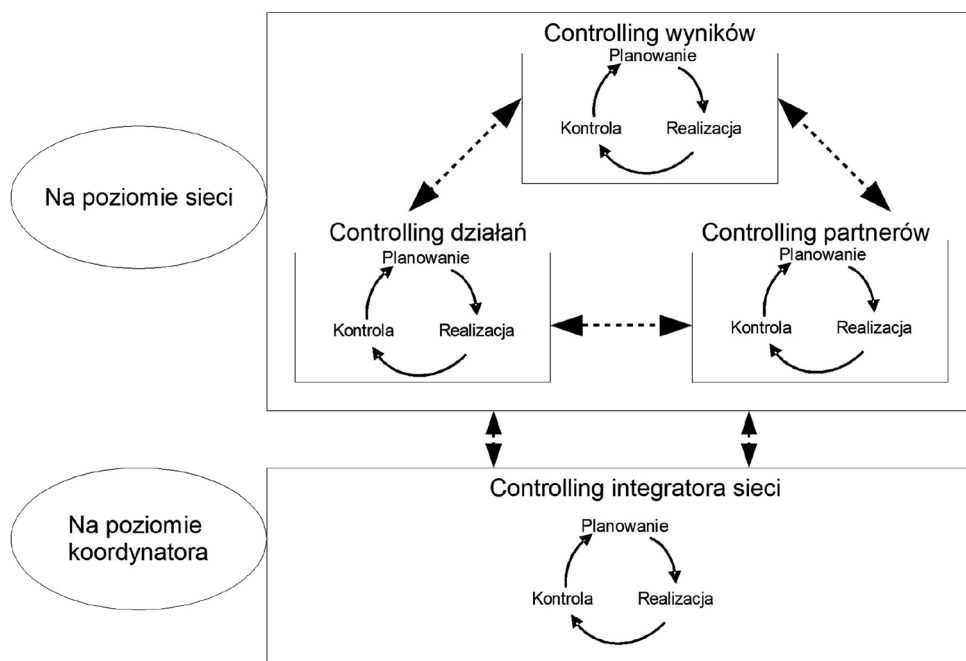 Controlling wyników
Planowanie
Kontrola
Realizacja
Na poziomie sieci
Controlling działań
Planowanie
Kontrola
Realizacja
Controlling partnerów
Planowanie
Kontrola
Realizacja
Na poziomie
koordynatora
Controlling integratora sieci
Planowanie
Kontrola
Realizacja